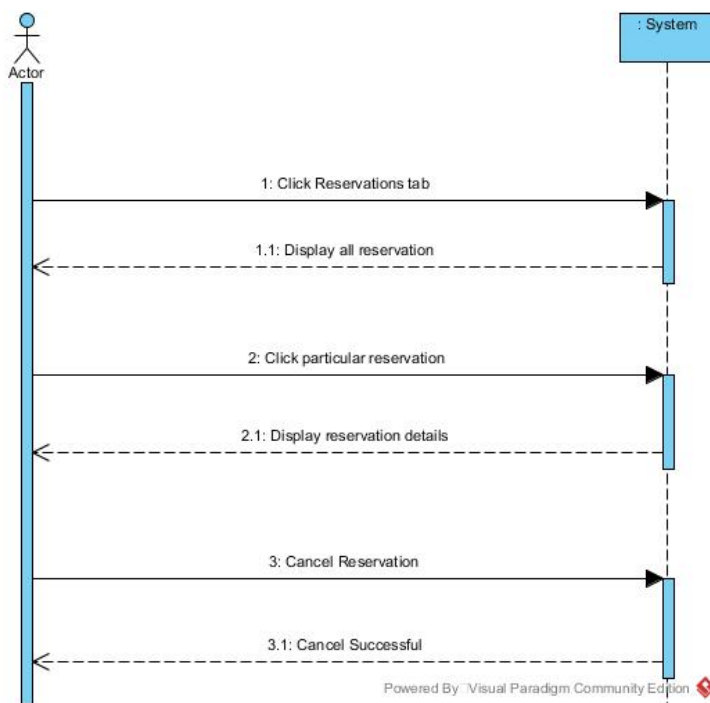 : System
Actor
1: Click Reservations tab
1.1: Display all reservation
2: Click particular reservation
2.1: Display reservation details
3: Cancel Reservation
3.1: Cancel Successful
Powered By Visual Paradigm Community Edition